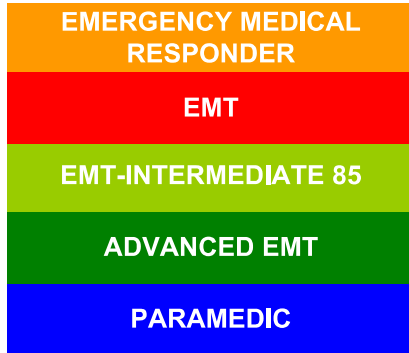 EMERGENCY MEDICAL
RESPONDER
EMT
EMT-INTERMEDIATE 85
ADVANCED EMT
PARAMEDIC